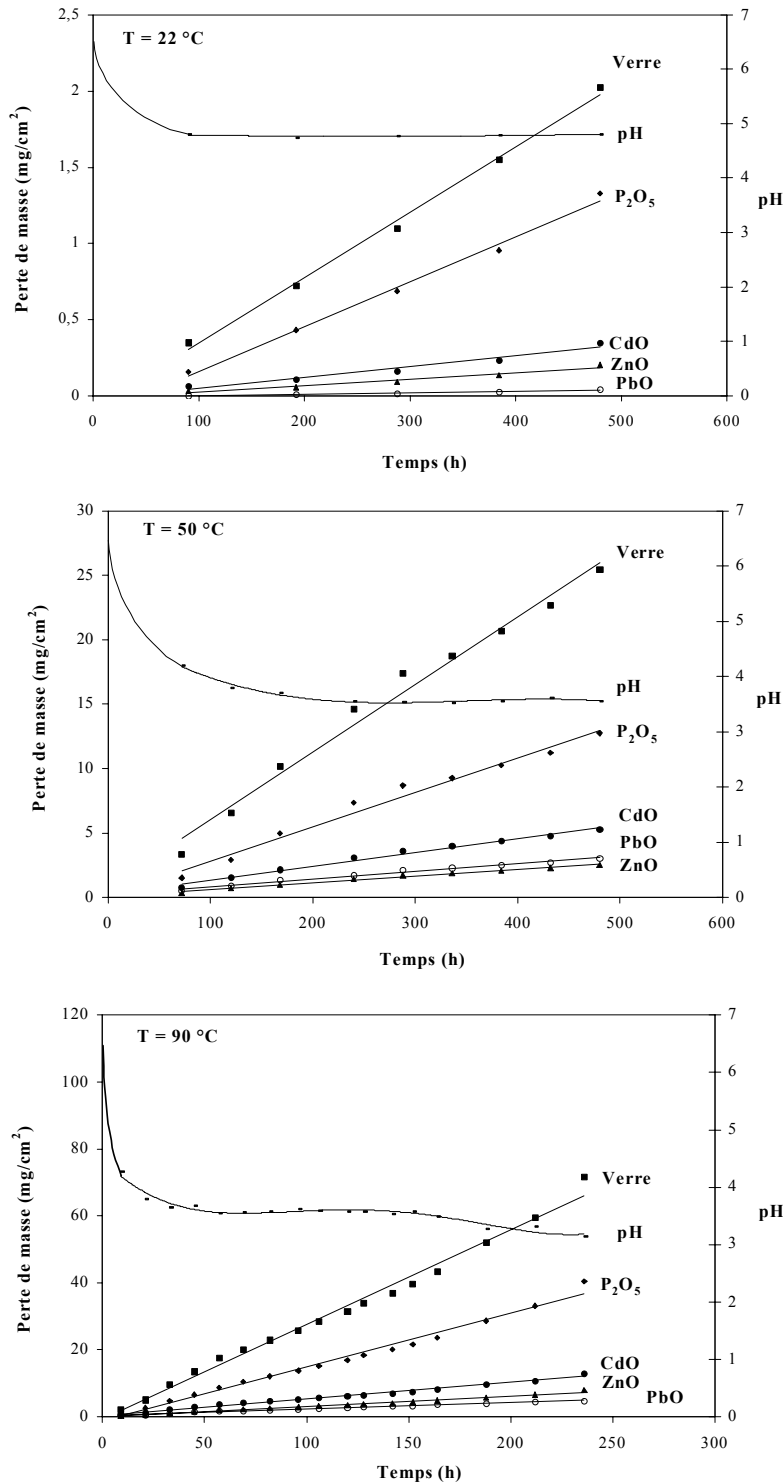 T = 22 °C
Perte de masse (mg/cm²)
2,5
2
1,5
1
0,5
0
7
6
5
4
3
2
1
0
pH
Verre
pH
P₂O₅
CdO
ZnO
PbO
0 100 200 300 400 500 600
Temps (h)
T = 50 °C
Perte de masse (mg/cm²)
30
25
20
15
10
5
0
7
6
5
4
3
2
1
0
pH
Verre
pH
P₂O₅
CdO
PbO
ZnO
0 100 200 300 400 500 600
Temps (h)
T = 90 °C
Perte de masse (mg/cm²)
120
100
80
60
40
20
0
7
6
5
4
3
2
1
0
pH
Verre
pH
P₂O₅
CdO
ZnO
PbO
0 50 100 150 200 250 300
Temps (h)